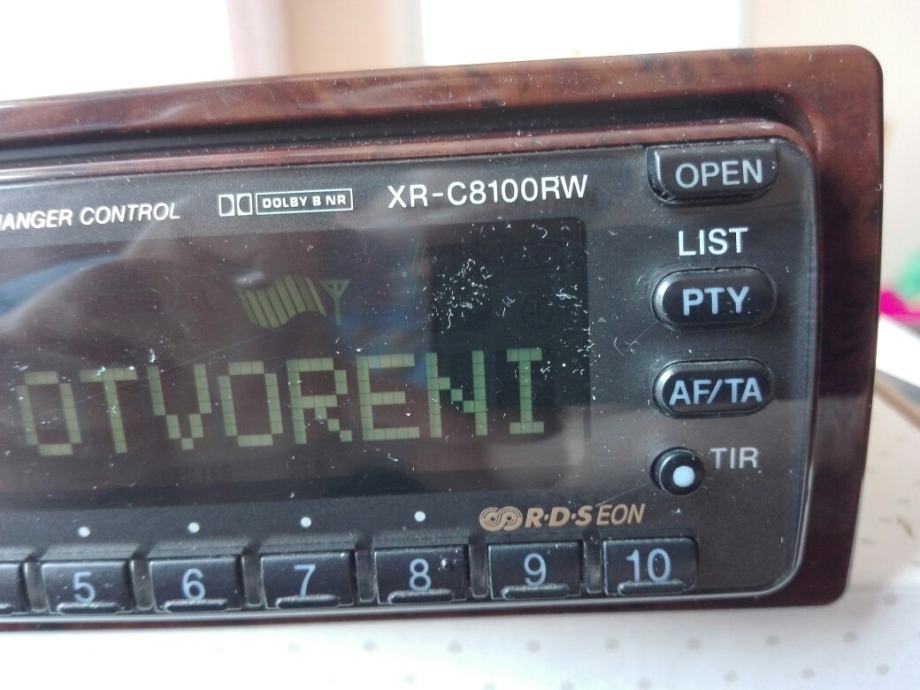 HANGER CONTROL DOLBY B NR XR-C8100RW
OPEN
LIST
PTY
OTVORENI
AF/TA
TIR
R·D·S EON
5 6 7 8 9 10